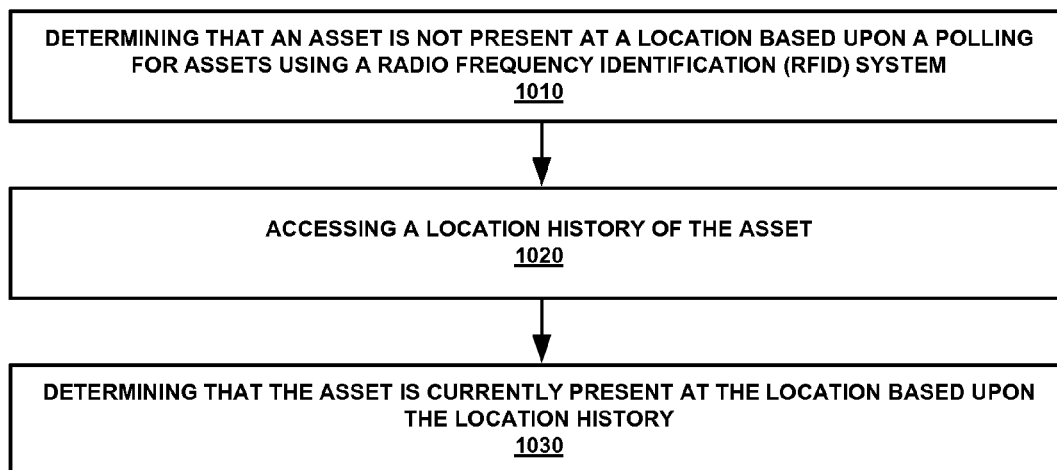 DETERMINING THAT AN ASSET IS NOT PRESENT AT A LOCATION BASED UPON A POLLING
FOR ASSETS USING A RADIO FREQUENCY IDENTIFICATION (RFID) SYSTEM
1010
ACCESSING A LOCATION HISTORY OF THE ASSET
1020
DETERMINING THAT THE ASSET IS CURRENTLY PRESENT AT THE LOCATION BASED UPON
THE LOCATION HISTORY
1030